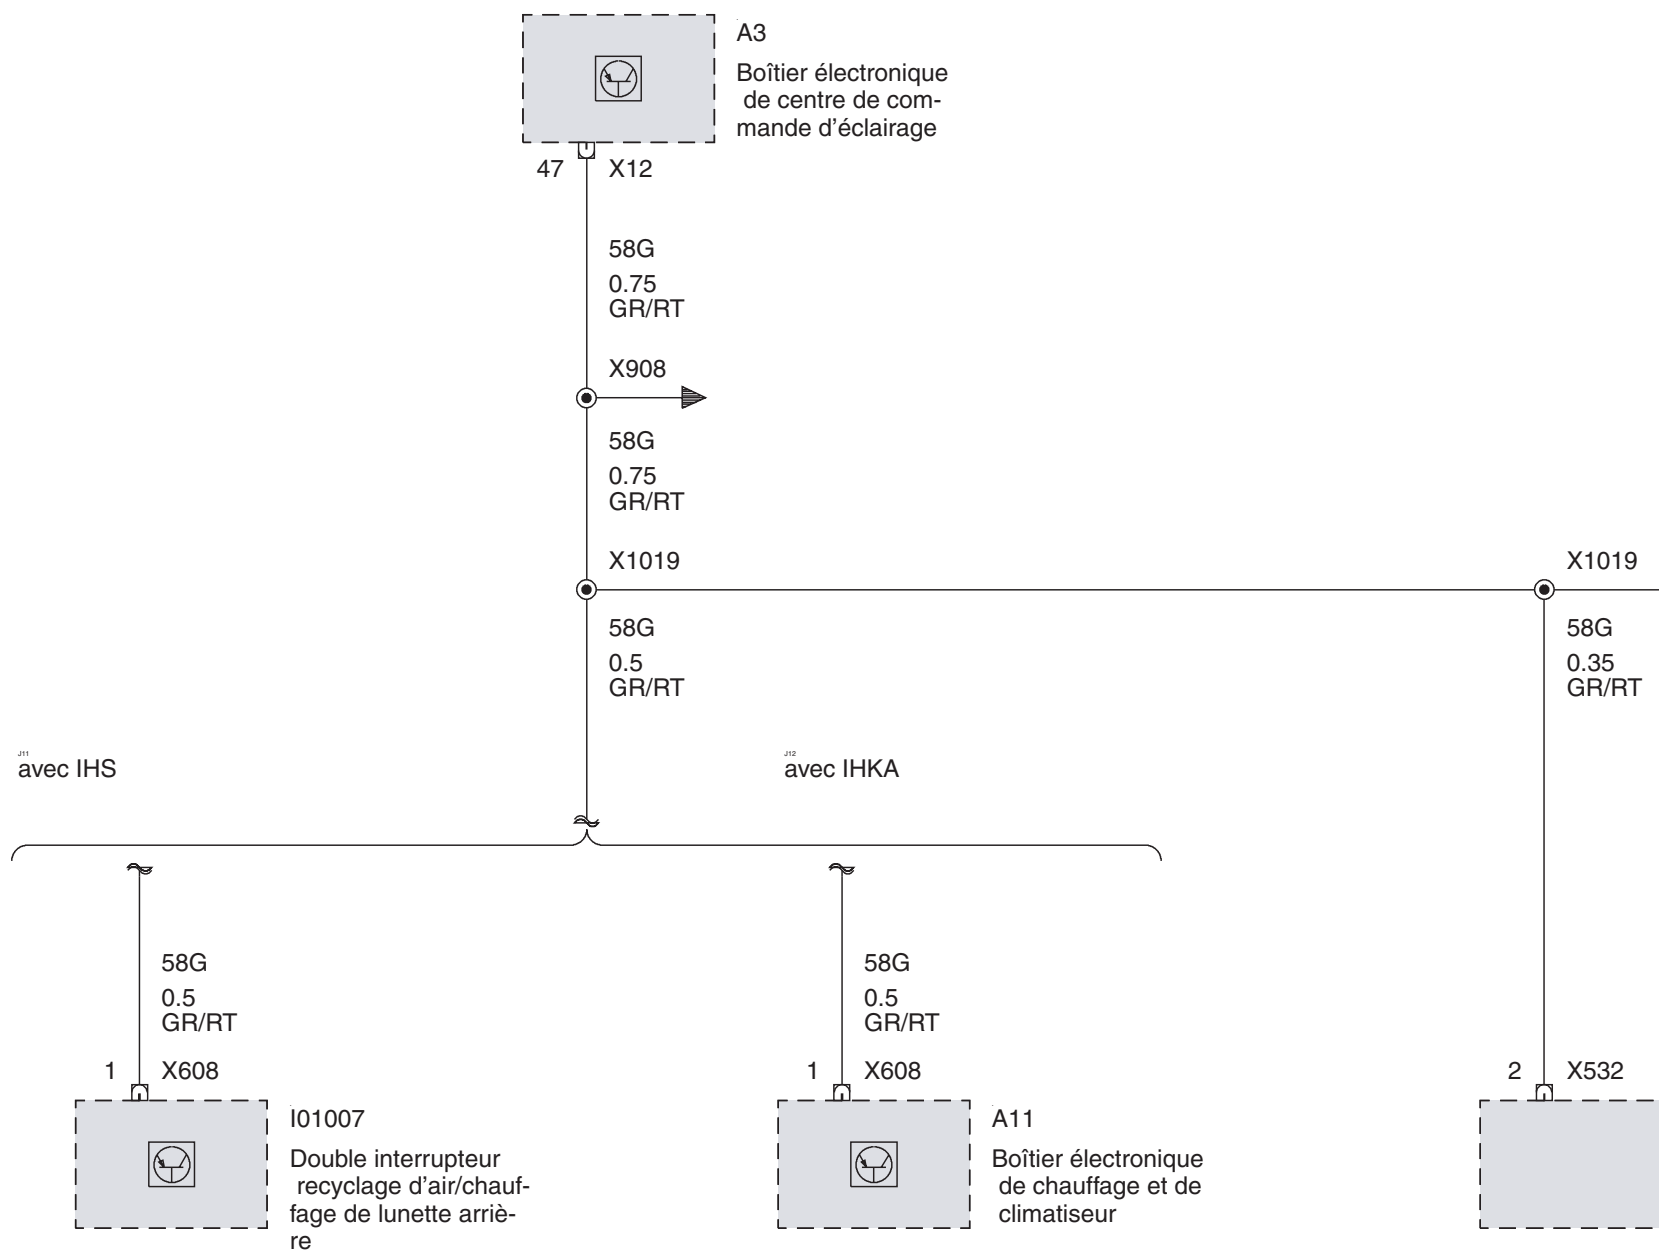 A3
Boîtier électronique
de centre de com-
mande d'éclairage
47
X12
58G
0.75
GR/RT
X908
58G
0.75
GR/RT
X1019
X1019
58G
0.5
GR/RT
58G
0.35
GR/RT
J11
avec IHS
J12
avec IHKA
58G
0.5
GR/RT
58G
0.5
GR/RT
1
X608
1
X608
2
X532
I01007
Double interrupteur
recyclage d'air/chauf-
fage de lunette arriè-
re
A11
Boîtier électronique
de chauffage et de
climatiseur